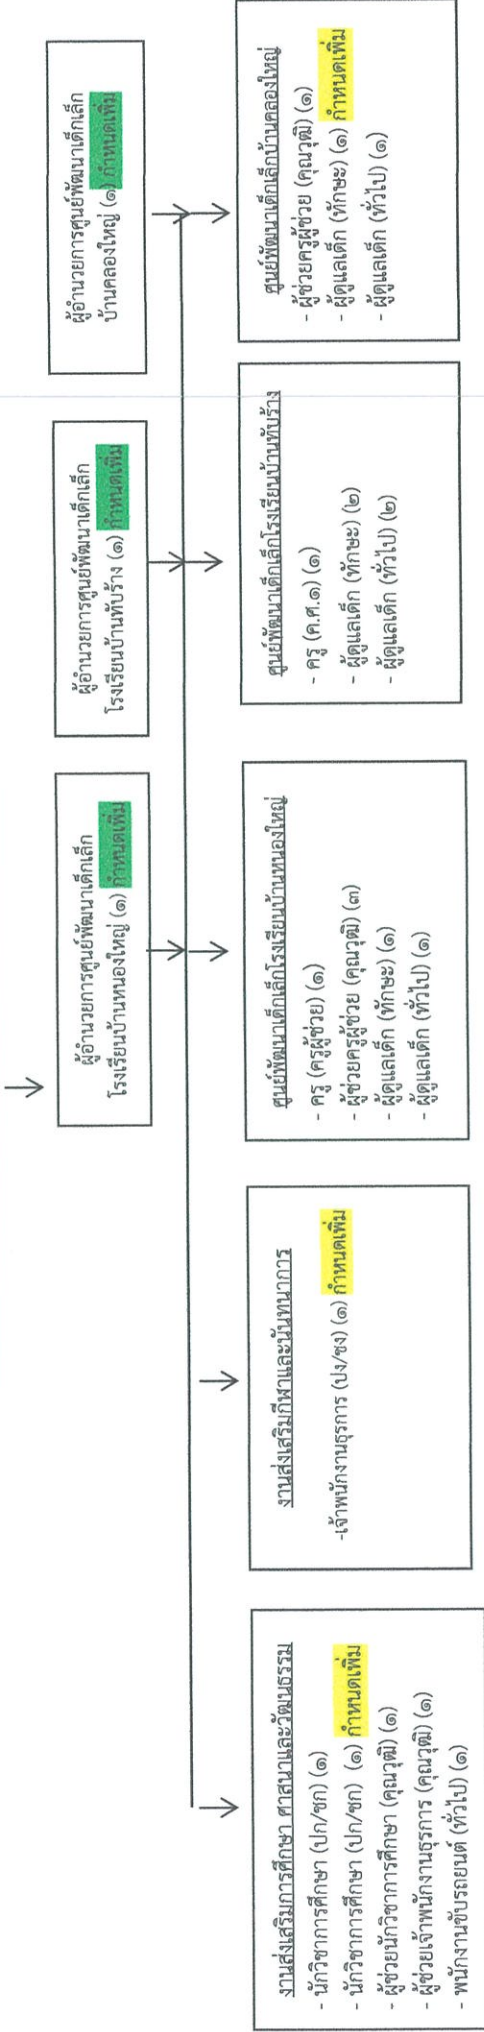 ผู้อำนวยการศูนย์พัฒนาเด็กเล็ก
โรงเรียนบ้านหนองใหญ่ (๑) กำหนดเพิ่ม
ผู้อำนวยการศูนย์พัฒนาเด็กเล็ก
โรงเรียนบ้านทับร้าง (๑) กำหนดเพิ่ม
ผู้อำนวยการศูนย์พัฒนาเด็กเล็ก
บ้านคลองใหญ่ (๑) กำหนดเพิ่ม
งานส่งเสริมการศึกษา ศาสนาและวัฒนธรรม
- นักวิชาการศึกษา (ปก/ชก) (๑)
- นักวิชาการศึกษา (ปก/ชก) (๑) กำหนดเพิ่ม
- ผู้ช่วยนักวิชาการศึกษา (คุณวุฒิ) (๑)
- ผู้ช่วยเจ้าพนักงานธุรการ (คุณวุฒิ) (๑)
- พนักงานขับรถยนต์ (ทั่วไป) (๑)
งานส่งเสริมกีฬาและนันทนาการ
-เจ้าพนักงานธุรการ (ปง/ชง) (๑) กำหนดเพิ่ม
ศูนย์พัฒนาเด็กเล็กโรงเรียนบ้านหนองใหญ่
- ครู (ครูผู้ช่วย) (๑)
- ผู้ช่วยครูผู้ช่วย (คุณวุฒิ) (๓)
- ผู้ดูแลเด็ก (ทักษะ) (๑)
- ผู้ดูแลเด็ก (ทั่วไป) (๑)
ศูนย์พัฒนาเด็กเล็กโรงเรียนบ้านทับร้าง
- ครู (ค.ศ.๑) (๑)
- ผู้ดูแลเด็ก (ทักษะ) (๒)
- ผู้ดูแลเด็ก (ทั่วไป) (๒)
ศูนย์พัฒนาเด็กเล็กบ้านคลองใหญ่
- ผู้ช่วยครูผู้ช่วย (คุณวุฒิ) (๑)
- ผู้ดูแลเด็ก (ทักษะ) (๑) กำหนดเพิ่ม
- ผู้ดูแลเด็ก (ทั่วไป) (๑)